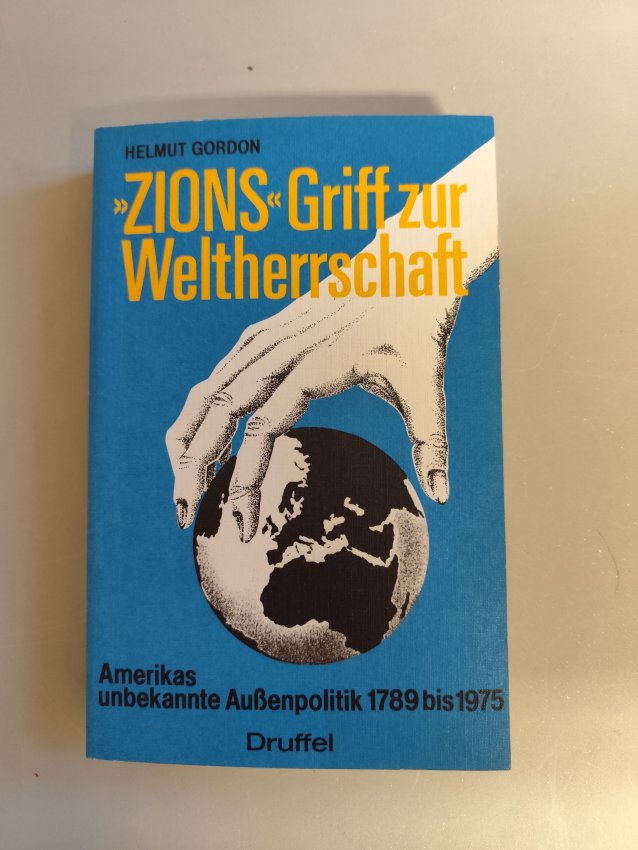 HELMUT GORDON
»ZIONS« Griff zur
Weltherrschaft
Amerikas
unbekannte Außenpolitik 1789 bis 1975
Druffel